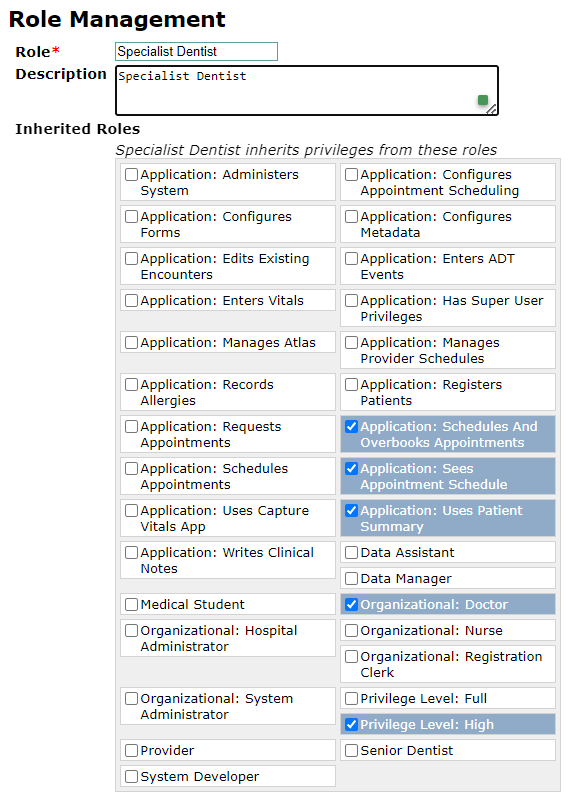 Role Management
Role*
Specialist Dentist
Description
Specialist Dentist
Inherited Roles
Specialist Dentist inherits privileges from these roles
Application: Administers
System
Application: Configures
Appointment Scheduling
Application: Configures
Forms
Application: Configures
Metadata
Application: Edits Existing
Encounters
Application: Enters ADT
Events
Application: Enters Vitals
Application: Has Super User
Privileges
Application: Manages Atlas
Application: Manages
Provider Schedules
Application: Records
Allergies
Application: Registers
Patients
Application: Requests
Appointments
Application: Schedules And
Overbooks Appointments
Application: Schedules
Appointments
Application: Sees
Appointment Schedule
Application: Uses Capture
Vitals App
Application: Uses Patient
Summary
Application: Writes Clinical
Notes
Data Assistant
Data Manager
Medical Student
Organizational: Doctor
Organizational: Hospital
Administrator
Organizational: Nurse
Organizational: Registration
Clerk
Organizational: System
Administrator
Privilege Level: Full
Privilege Level: High
Provider
Senior Dentist
System Developer